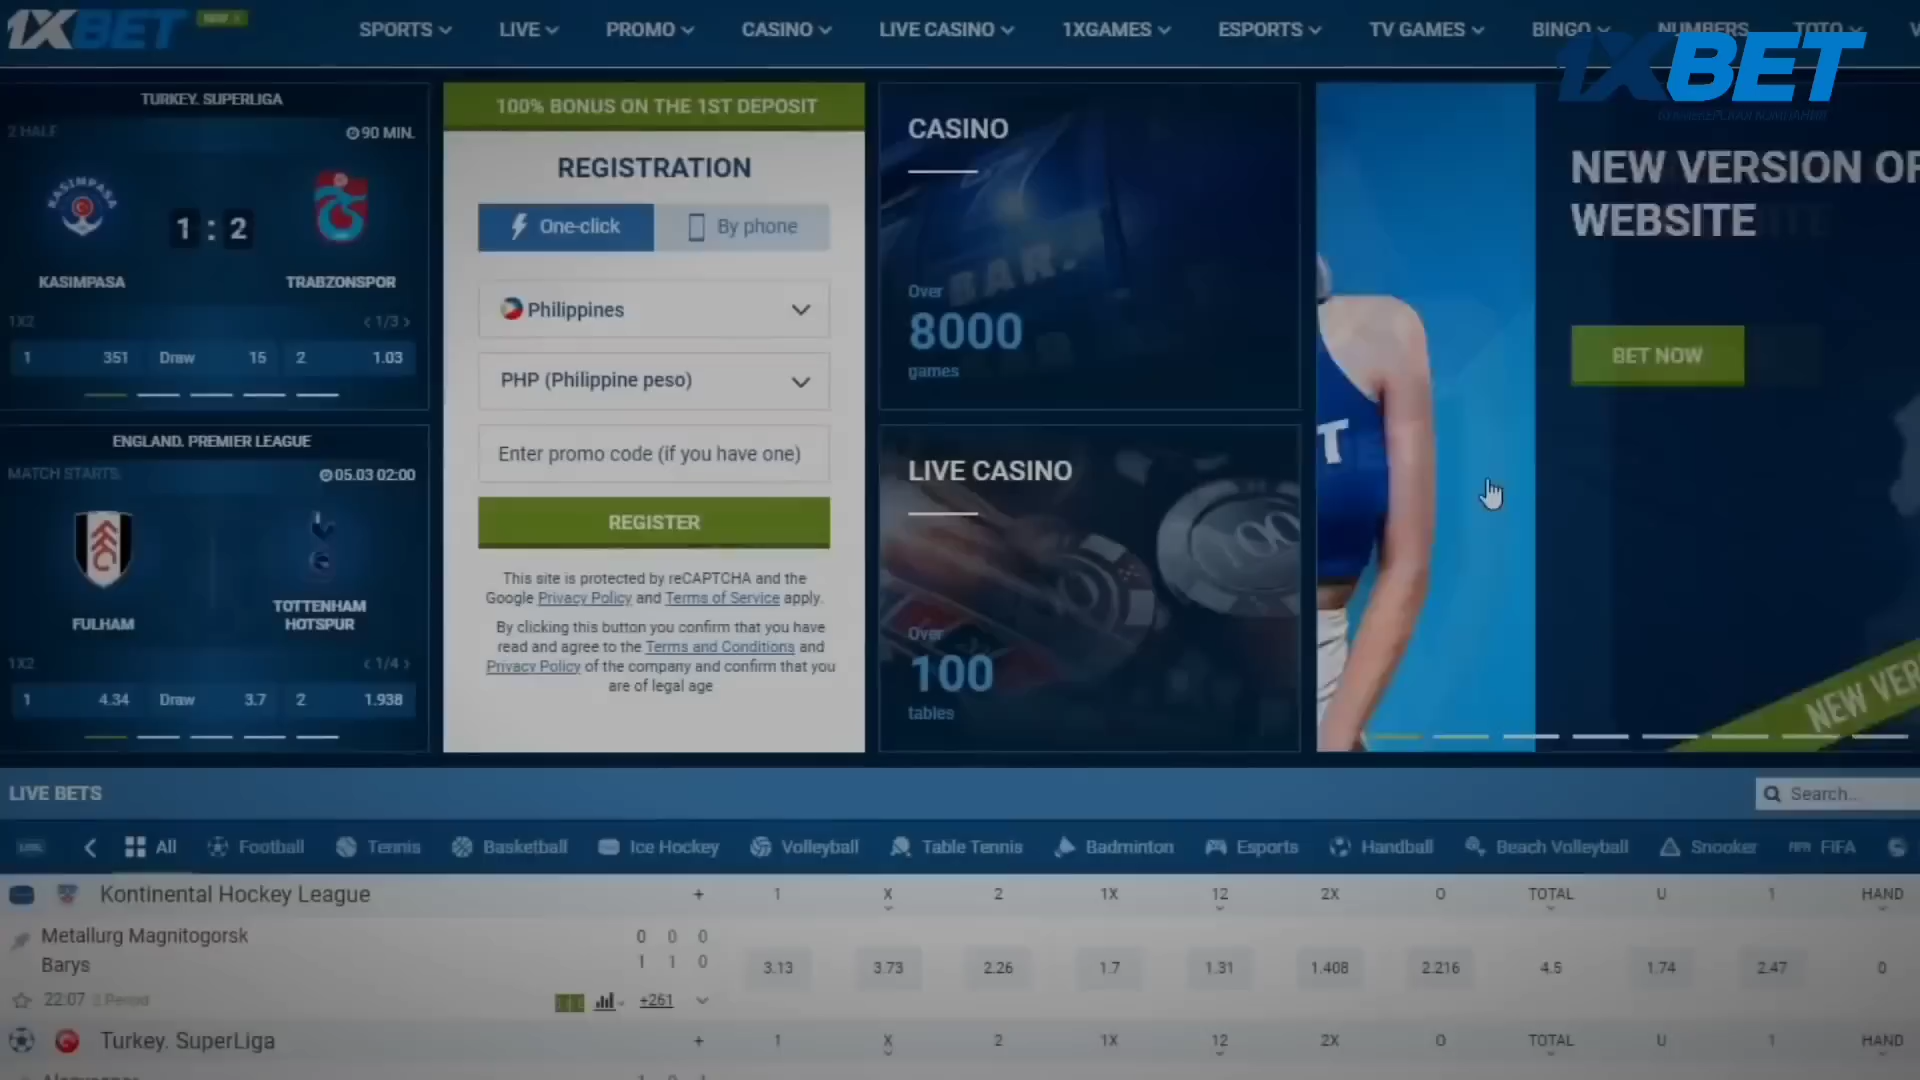 1XBET
SPORTS
LIVE
PROMO
CASINO
LIVE CASINO
1XGAMES
ESPORTS
TV GAMES
BINGO
NUMBERS
TOTO
1XBET
TURKEY. SUPERLIGA
2 HALF
90 MIN.
KASIMPASA
1 : 2
KASIMPASA
TRABZONSPOR
1X2
< 1/3 >
1 351 Draw 15 2 1.03
ENGLAND. PREMIER LEAGUE
MATCH STARTS:
05.03 02:00
FULHAM
TOTTENHAM
HOTSPUR
1X2
< 1/4 >
1 4.34 Draw 3.7 2 1.938
100% BONUS ON THE 1ST DEPOSIT
REGISTRATION
One-click
By phone
Philippines
PHP (Philippine peso)
Enter promo code (if you have one)
REGISTER
This site is protected by reCAPTCHA and the
Google Privacy Policy and Terms of Service apply.
By clicking this button you confirm that you have
read and agree to the Terms and Conditions and
Privacy Policy of the company and confirm that you
are of legal age
CASINO
BAR.
Over
8000
games
LIVE CASINO
100
Over
100
tables
NEW VERSION OF
WEBSITE
BET NOW
T
NEW VER
LIVE BETS
Search...
All
Football
Tennis
Basketball
Ice Hockey
Volleyball
Table Tennis
Badminton
Esports
Handball
Beach Volleyball
Snooker
FIFA
Kontinental Hockey League + 1 X 2 1X 12 2X O TOTAL U 1 HAND
Metallurg Magnitogorsk 0 0 0
Barys 1 1 0
3.13 3.73 2.26 1.7 1.31 1.408 2.216 4.5 1.74 2.47 0
22:07 2 Period +261
Turkey. SuperLiga + 1 X 2 1X 12 2X O TOTAL U 1 HAND